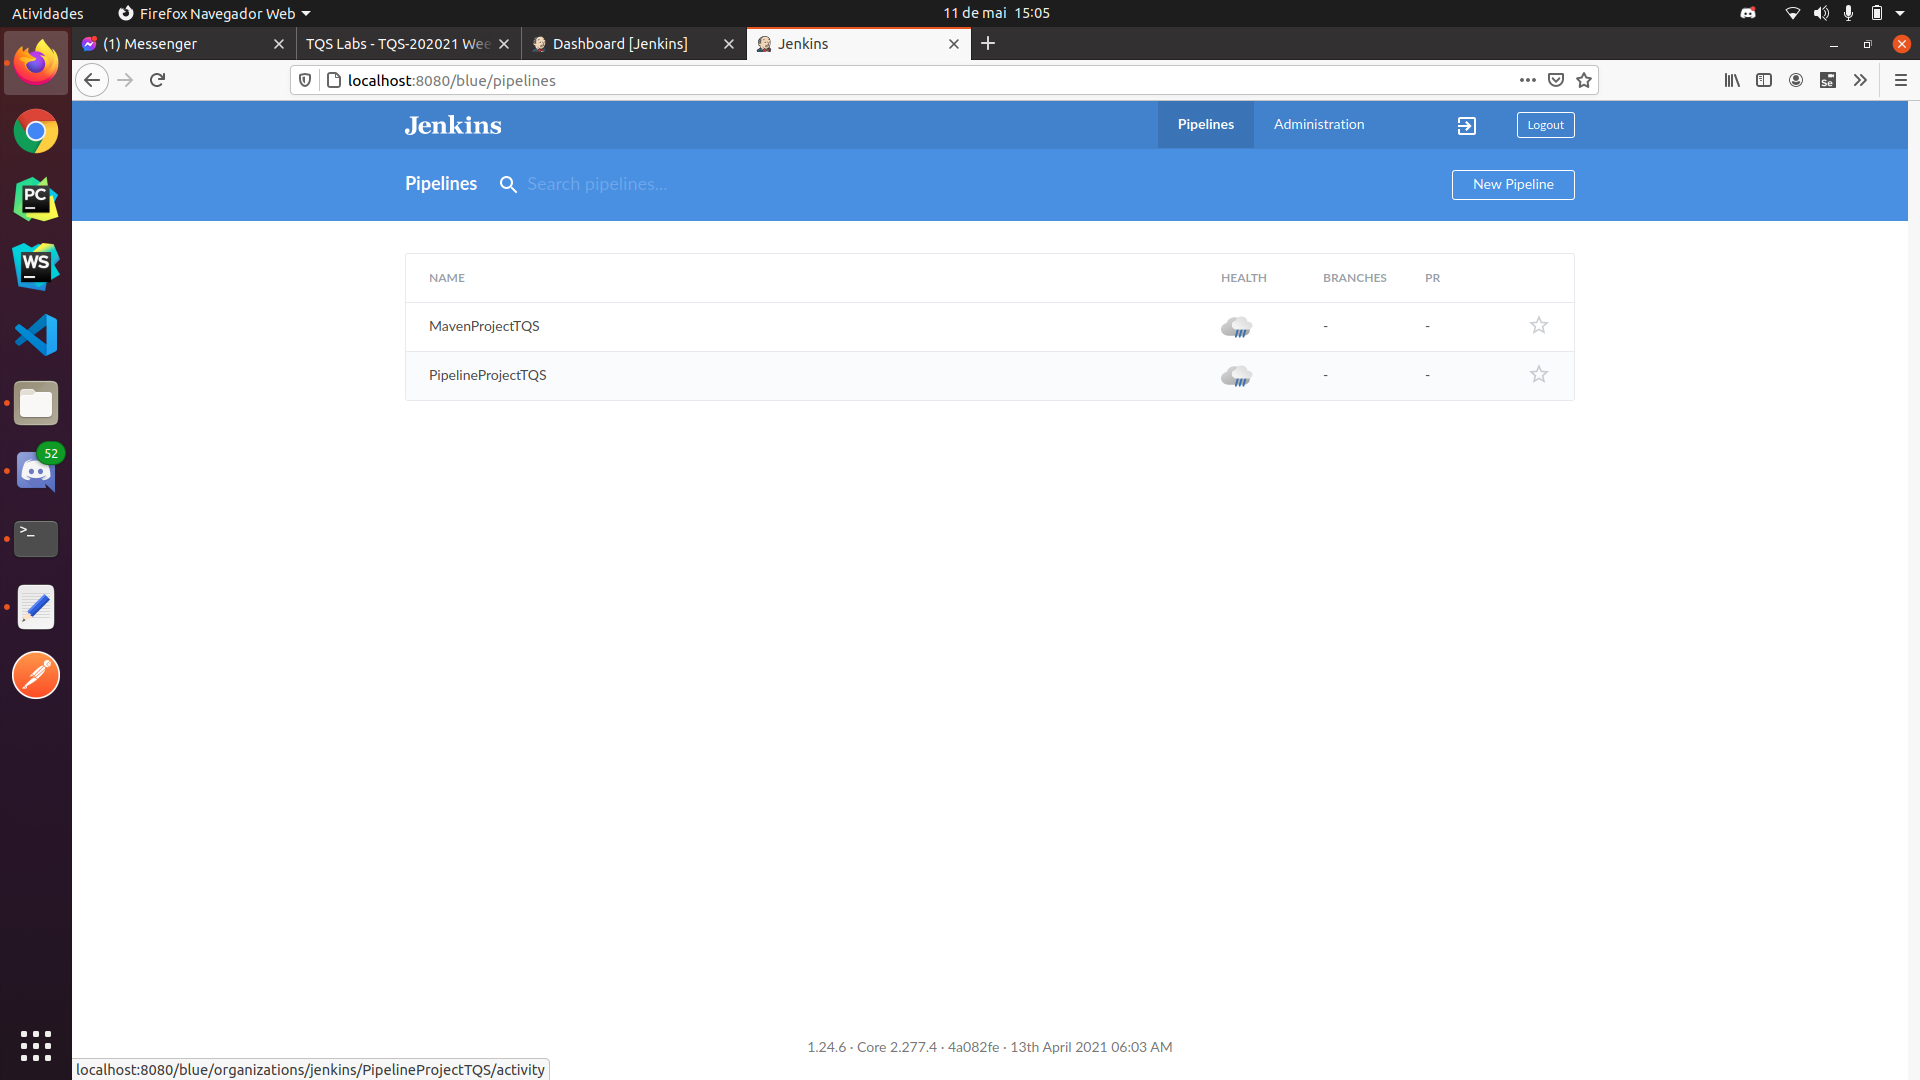 Atividades
Firefox Navegador Web
11 de mai 15:05
(1) Messenger
TQS Labs - TQS-202021 Wee
Dashboard [Jenkins]
Jenkins
localhost:8080/blue/pipelines
Se
Jenkins
Pipelines
Administration
Logout
Pipelines
Search pipelines...
New Pipeline
NAME
HEALTH
BRANCHES
PR
MavenProjectTQS
-
-
PipelineProjectTQS
-
-
PC
WS
52
>_
1.24.6 · Core 2.277.4 · 4a082fe · 13th April 2021 06:03 AM
localhost:8080/blue/organizations/jenkins/PipelineProjectTQS/activity